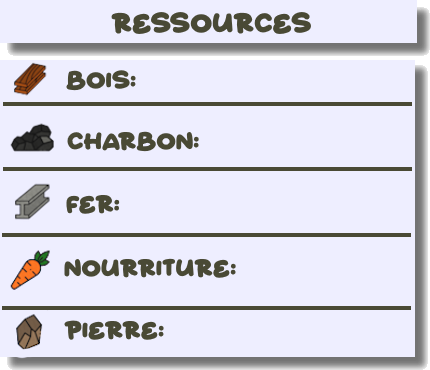 RESSOURCES
BOIS:
CHARBON:
FER:
NOURRITURE:
PIERRE: